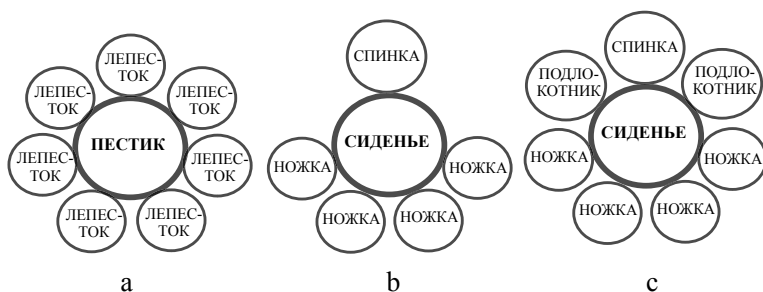 ЛЕПЕС-
ТОК
ЛЕПЕС-
ТОК
ЛЕПЕС-
ТОК
ПЕСТИК
ЛЕПЕС-
ТОК
ЛЕПЕС-
ТОК
ЛЕПЕС-
ТОК
ЛЕПЕС-
ТОК
a
СПИНКА
СИДЕНЬЕ
НОЖКА
НОЖКА
НОЖКА
НОЖКА
b
СПИНКА
ПОДЛО-
КОТНИК
ПОДЛО-
КОТНИК
СИДЕНЬЕ
НОЖКА
НОЖКА
НОЖКА
НОЖКА
c